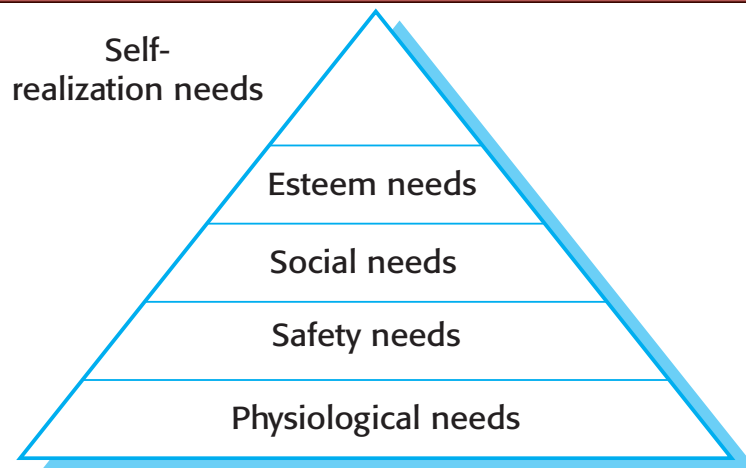 Self-
realization needs
Esteem needs
Social needs
Safety needs
Physiological needs